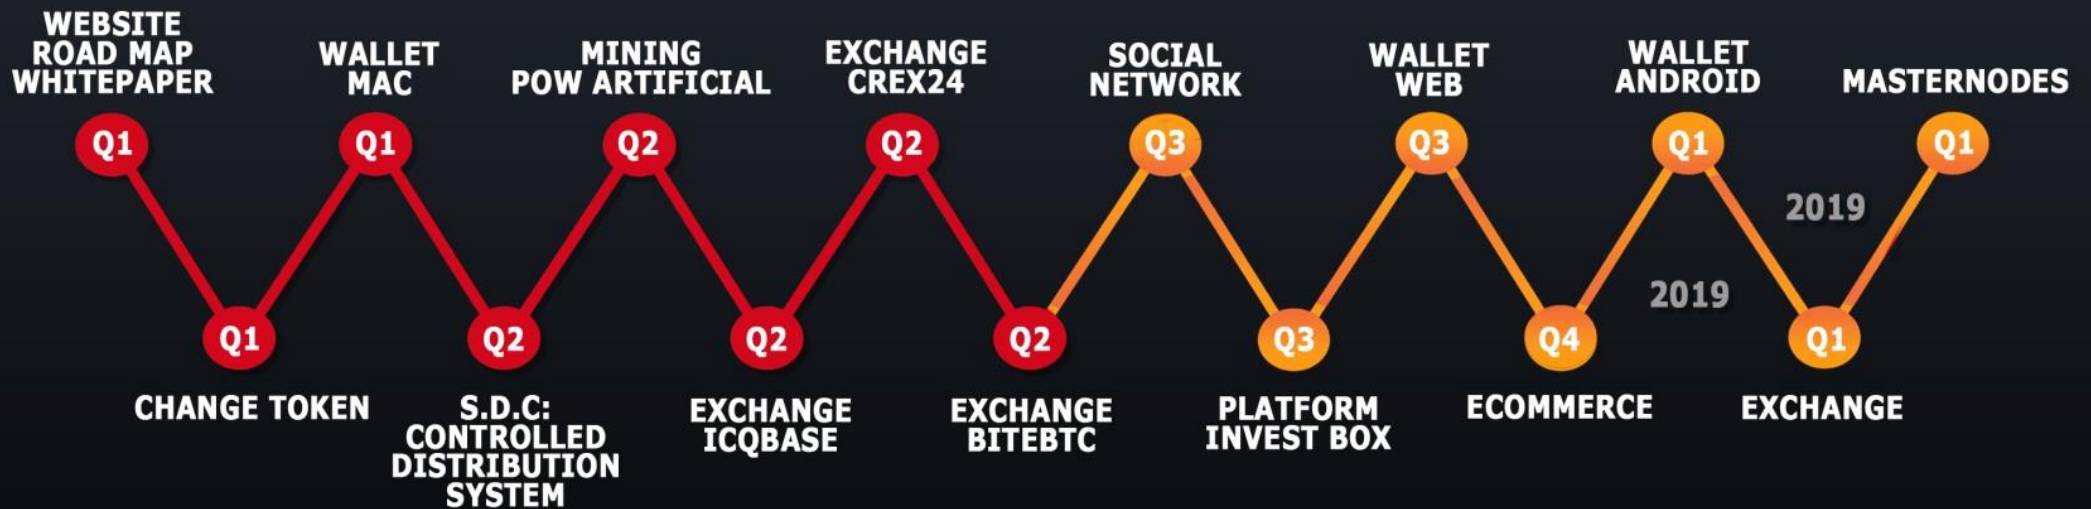 WEBSITE
ROAD MAP
WHITEPAPER
Q1
Q1
CHANGE TOKEN
WALLET
MAC
Q1
Q2
S.D.C:
CONTROLLED
DISTRIBUTION
SYSTEM
MINING
POW ARTIFICIAL
Q2
Q2
EXCHANGE
ICQBASE
EXCHANGE
CREX24
Q2
Q2
EXCHANGE
BITEBTC
SOCIAL
NETWORK
Q3
Q3
PLATFORM
INVEST BOX
WALLET
WEB
Q3
Q4
ECOMMERCE
WALLET
ANDROID
Q1
2019
Q1
EXCHANGE
2019
MASTERNODES
Q1